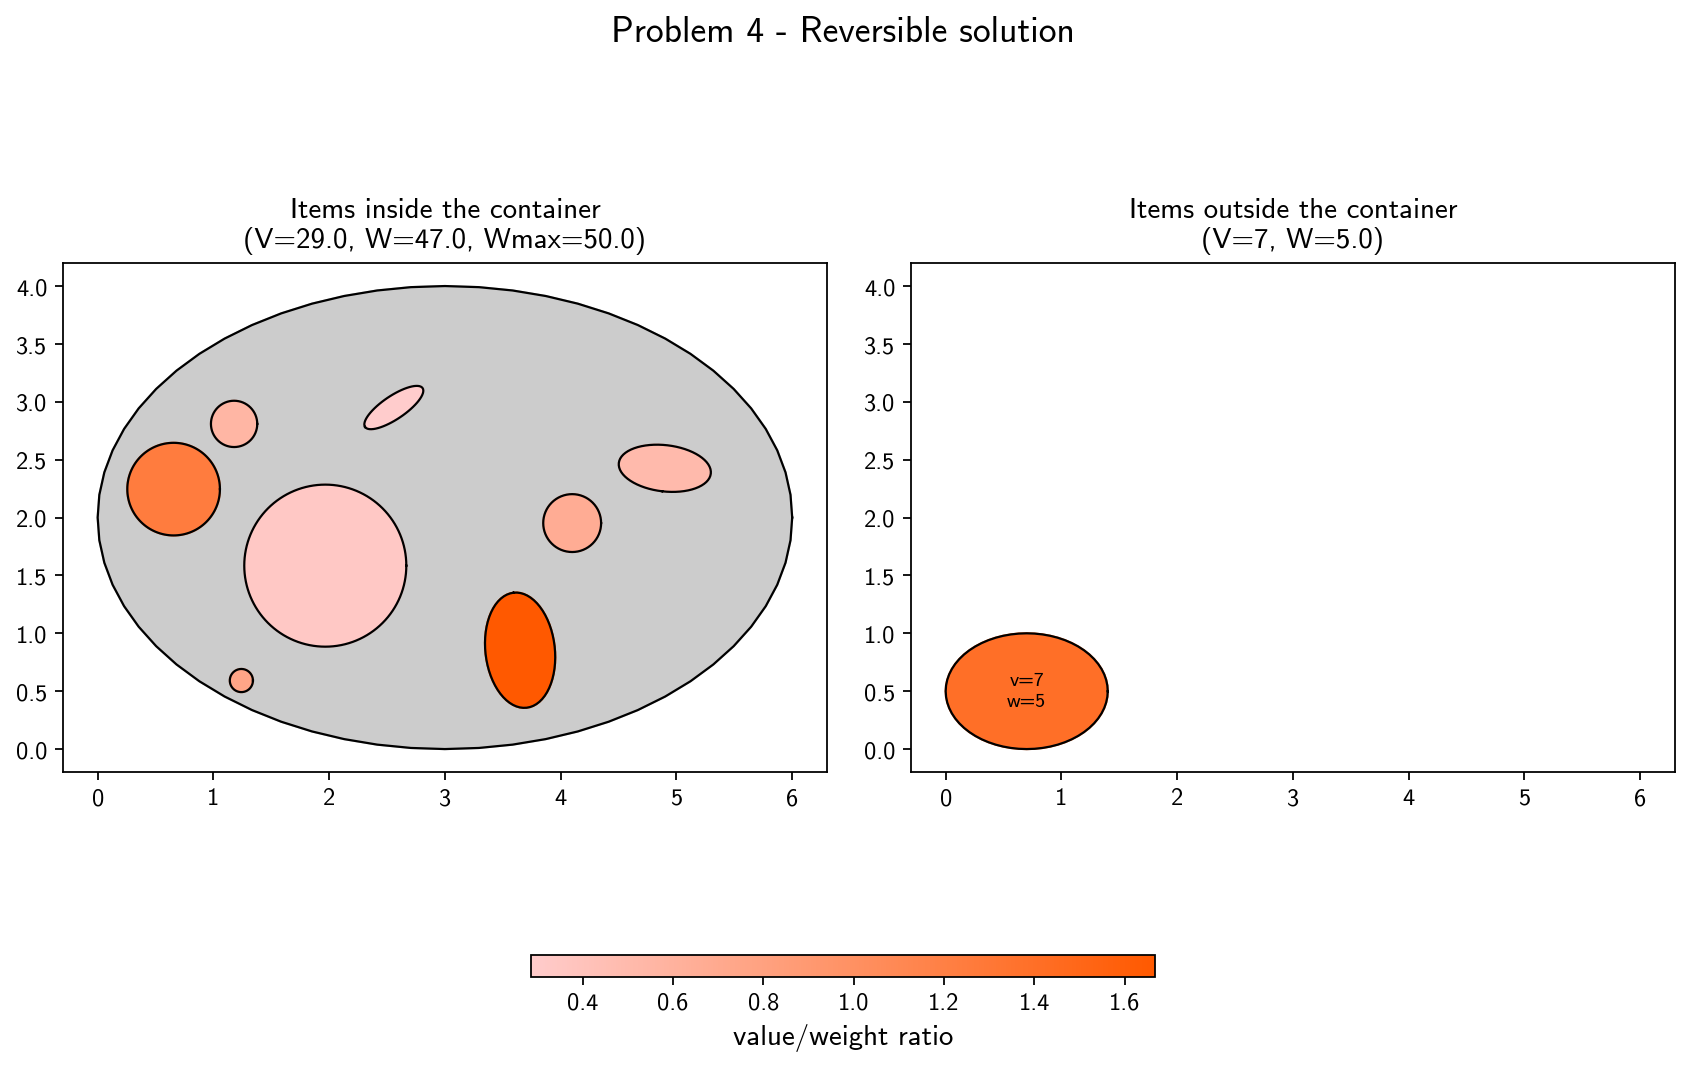 Problem 4 - Reversible solution
Items inside the container
(V=29.0, W=47.0, Wmax=50.0)
4.0
3.5
3.0
2.5
2.0
1.5
1.0
0.5
0.0
0 1 2 3 4 5 6
Items outside the container
(V=7, W=5.0)
4.0
3.5
3.0
2.5
2.0
1.5
1.0
0.5
0.0
v=7
w=5
0 1 2 3 4 5 6
0.4 0.6 0.8 1.0 1.2 1.4 1.6
value/weight ratio